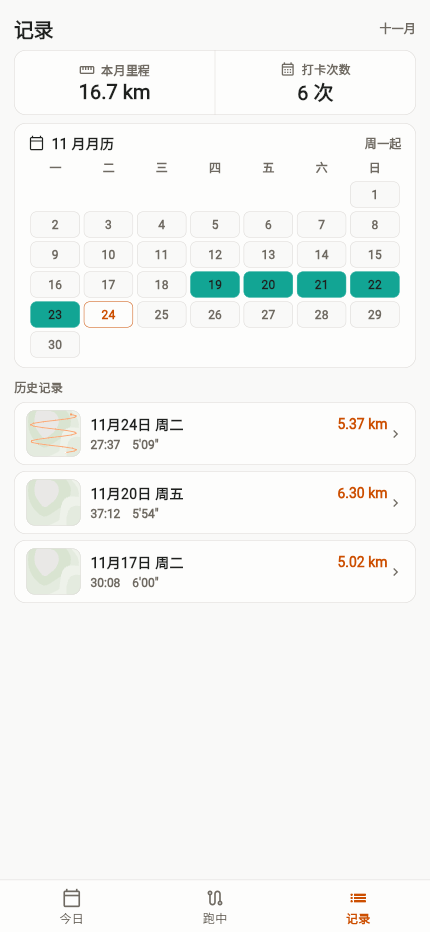 记录
十一月
本月里程
16.7 km
打卡次数
6 次
11 月月历
周一起
一 二 三 四 五 六 日
1
2 3 4 5 6 7 8
9 10 11 12 13 14 15
16 17 18 19 20 21 22
23 24 25 26 27 28 29
30
历史记录
11月24日 周二
5.37 km
27:37 5'09"
11月20日 周五
6.30 km
37:12 5'54"
11月17日 周二
5.02 km
30:08 6'00"
今日 跑中 记录